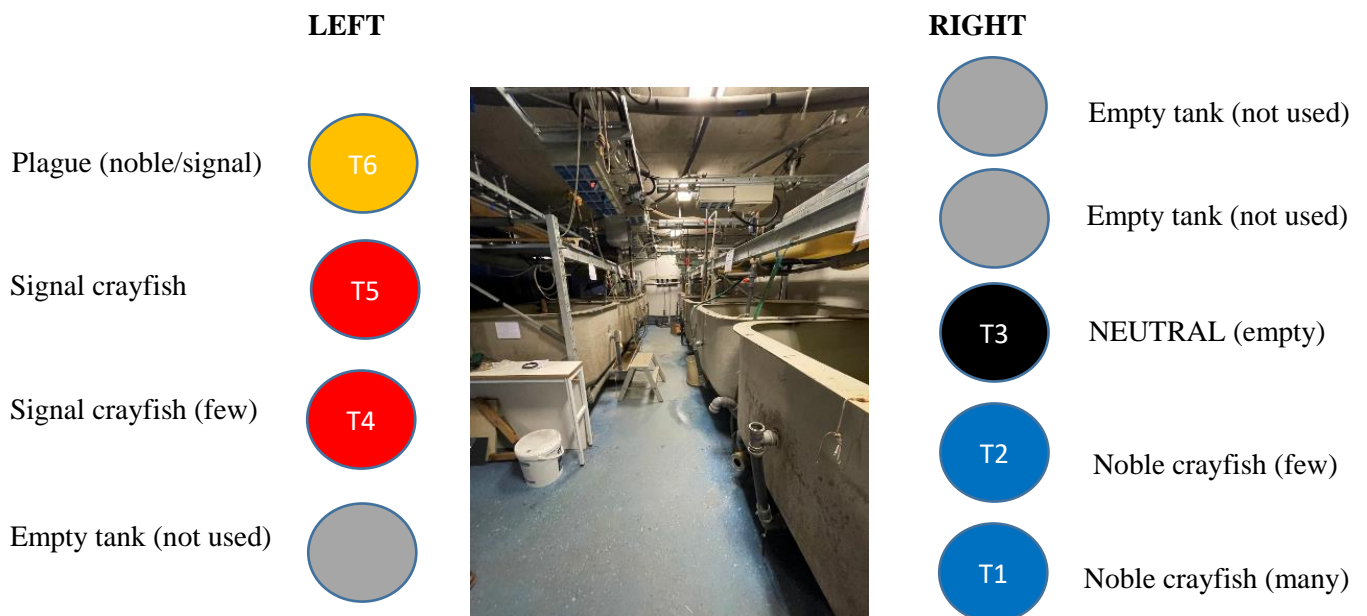 LEFT
RIGHT
Plague (noble/signal)
T6
Signal crayfish
T5
Signal crayfish (few)
T4
Empty tank (not used)
Empty tank (not used)
Empty tank (not used)
T3
NEUTRAL (empty)
T2
Noble crayfish (few)
T1
Noble crayfish (many)